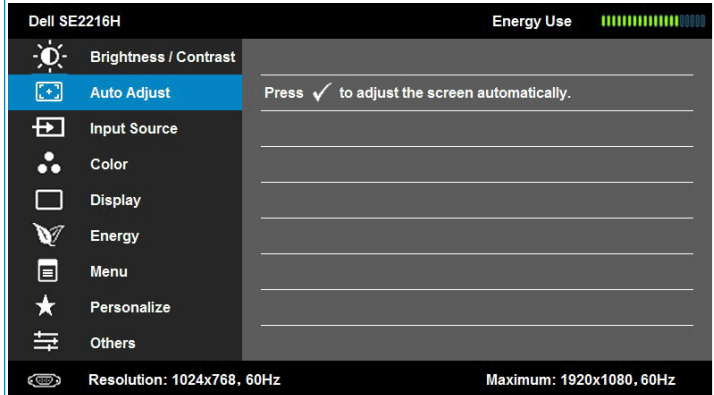 Dell SE2216H Energy Use
Brightness / Contrast
Auto Adjust Press ✓ to adjust the screen automatically.
Input Source
Color
Display
Energy
Menu
Personalize
Others
Resolution: 1024x768, 60Hz Maximum: 1920x1080, 60Hz